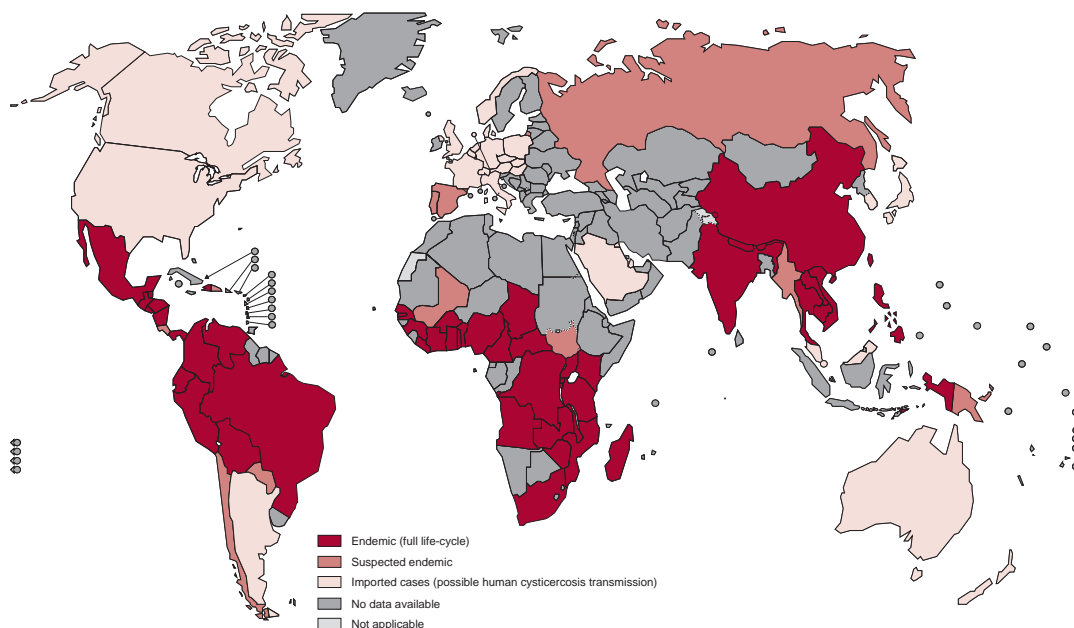 Endemic (full life-cycle)
Suspected endemic
Imported cases (possible human cysticercosis transmission)
No data available
Not applicable